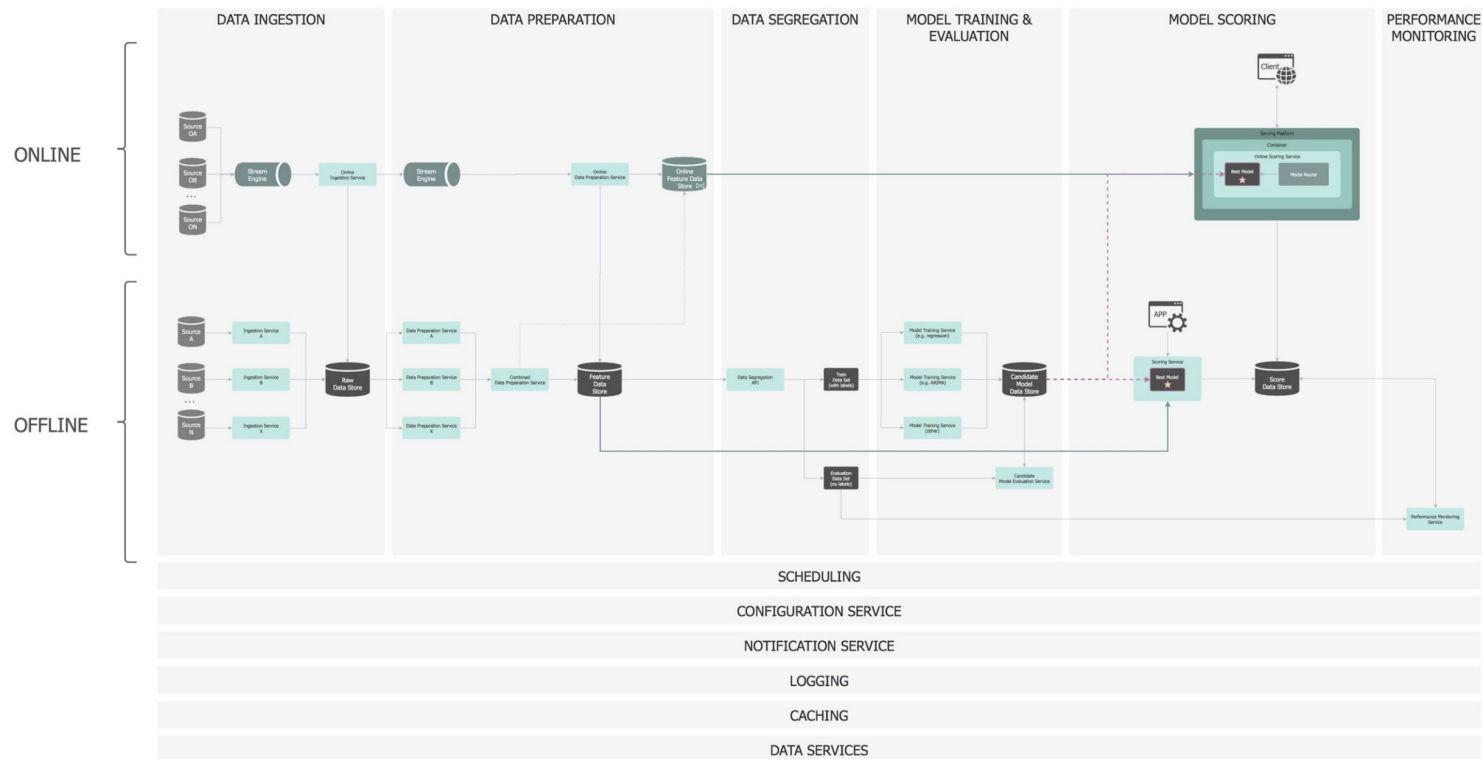 DATA INGESTION
DATA PREPARATION
DATA SEGREGATION
MODEL TRAINING &
EVALUATION
MODEL SCORING
PERFORMANCE
MONITORING
ONLINE
Source
OA
Source
OB
...
Source
ON
Stream
Engine
Online
Ingestion Service
Stream
Engine
Online
Data Preparation Service
Online
Feature Data
Store
Client
Serving Platform
Container
Online Scoring Service
Best Model
Model Router
OFFLINE
Source
A
Source
B
...
Source
N
Ingestion Service
A
Ingestion Service
B
Ingestion Service
X
Raw
Data Store
Data Preparation Service
A
Data Preparation Service
B
Data Preparation Service
X
Combined
Data Preparation Service
Feature
Data
Store
Data Segregation
API
Train
Data Set
(with labels)
Evaluation
Data Set
(no labels)
Model Training Service
(e.g. regression)
Model Training Service
(e.g. ARIMA)
Model Training Service
(other)
Candidate
Model
Data Store
Candidate
Model Evaluation Service
APP
Scoring Service
Best Model
Score
Data Store
Performance Monitoring
Service
SCHEDULING
CONFIGURATION SERVICE
NOTIFICATION SERVICE
LOGGING
CACHING
DATA SERVICES